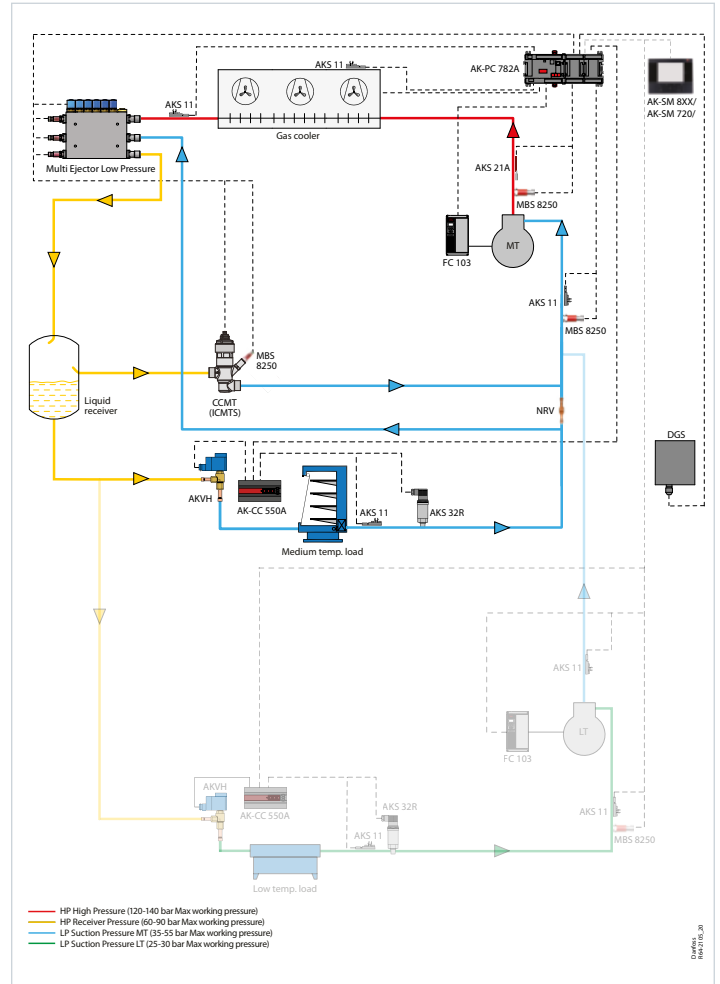 AKS 11
AK-PC 782A
AK-SM 8XX/
AK-SM 720/
AKS 11
Gas cooler
Multi Ejector Low Pressure
AKS 21A
MBS 8250
MT
FC 103
AKS 11
MBS 8250
MBS
8250
Liquid
receiver
CCMT
(ICMTS)
NRV
DGS
AKVH
AK-CC 550A
AKS 11
AKS 32R
Medium temp. load
AKS 11
LT
FC 103
AKVH
AK-CC 550A
AKS 32R
AKS 11
AKS 11
MBS 8250
Low temp. load
HP High Pressure (120-140 bar Max working pressure)
HP Receiver Pressure (60-90 bar Max working pressure)
LP Suction Pressure MT (35-55 bar Max working pressure)
LP Suction Pressure LT (25-30 bar Max working pressure)
Danfoss
R64-2105_20